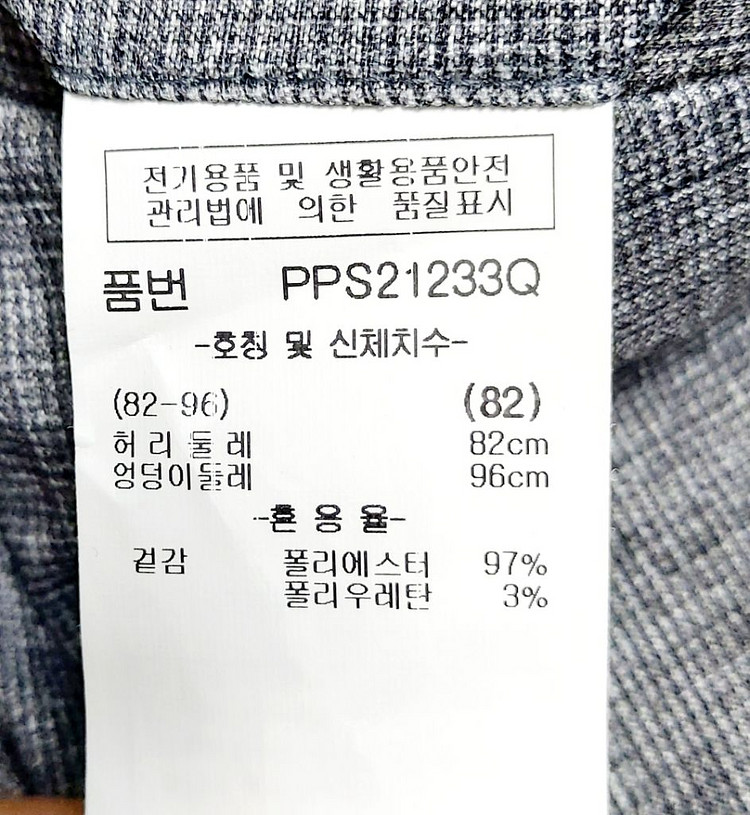 전기용품 및 생활용품안전
관리법에 의한 품질표시
품번 PPS21233Q
-호칭 및 신체치수-
(82-96) (82)
허리둘레 82cm
엉덩이둘레 96cm
-혼용율-
겉감 폴리에스터 97%
폴리우레탄 3%